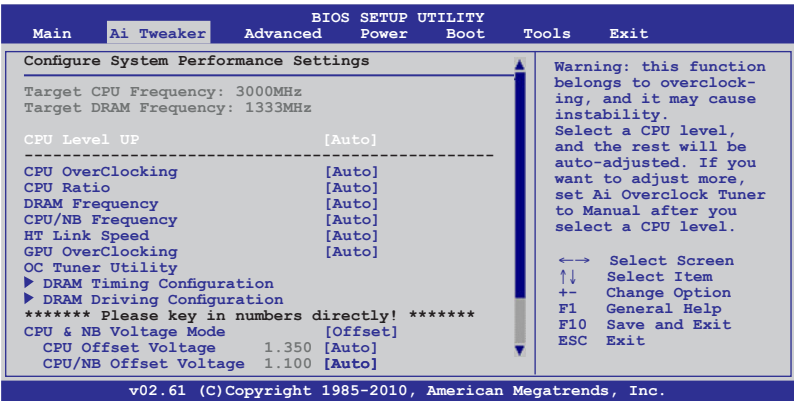 BIOS SETUP UTILITY
Main Ai Tweaker Advanced Power Boot Tools Exit
Configure System Performance Settings
Target CPU Frequency: 3000MHz
Target DRAM Frequency: 1333MHz
CPU Level UP [Auto]
------------------------------------------------------
CPU OverClocking [Auto]
CPU Ratio [Auto]
DRAM Frequency [Auto]
CPU/NB Frequency [Auto]
HT Link Speed [Auto]
GPU OverClocking [Auto]
OC Tuner Utility
DRAM Timing Configuration
DRAM Driving Configuration
******* Please key in numbers directly! *******
CPU & NB Voltage Mode [Offset]
CPU Offset Voltage 1.350 [Auto]
CPU/NB Offset Voltage 1.100 [Auto]
Warning: this function
belongs to overclock-
ing, and it may cause
instability.
Select a CPU level,
and the rest will be
auto-adjusted. If you
want to adjust more,
set Ai Overclock Tuner
to Manual after you
select a CPU level.
←→ Select Screen
↑↓ Select Item
+- Change Option
F1 General Help
F10 Save and Exit
ESC Exit
v02.61 (C)Copyright 1985-2010, American Megatrends, Inc.